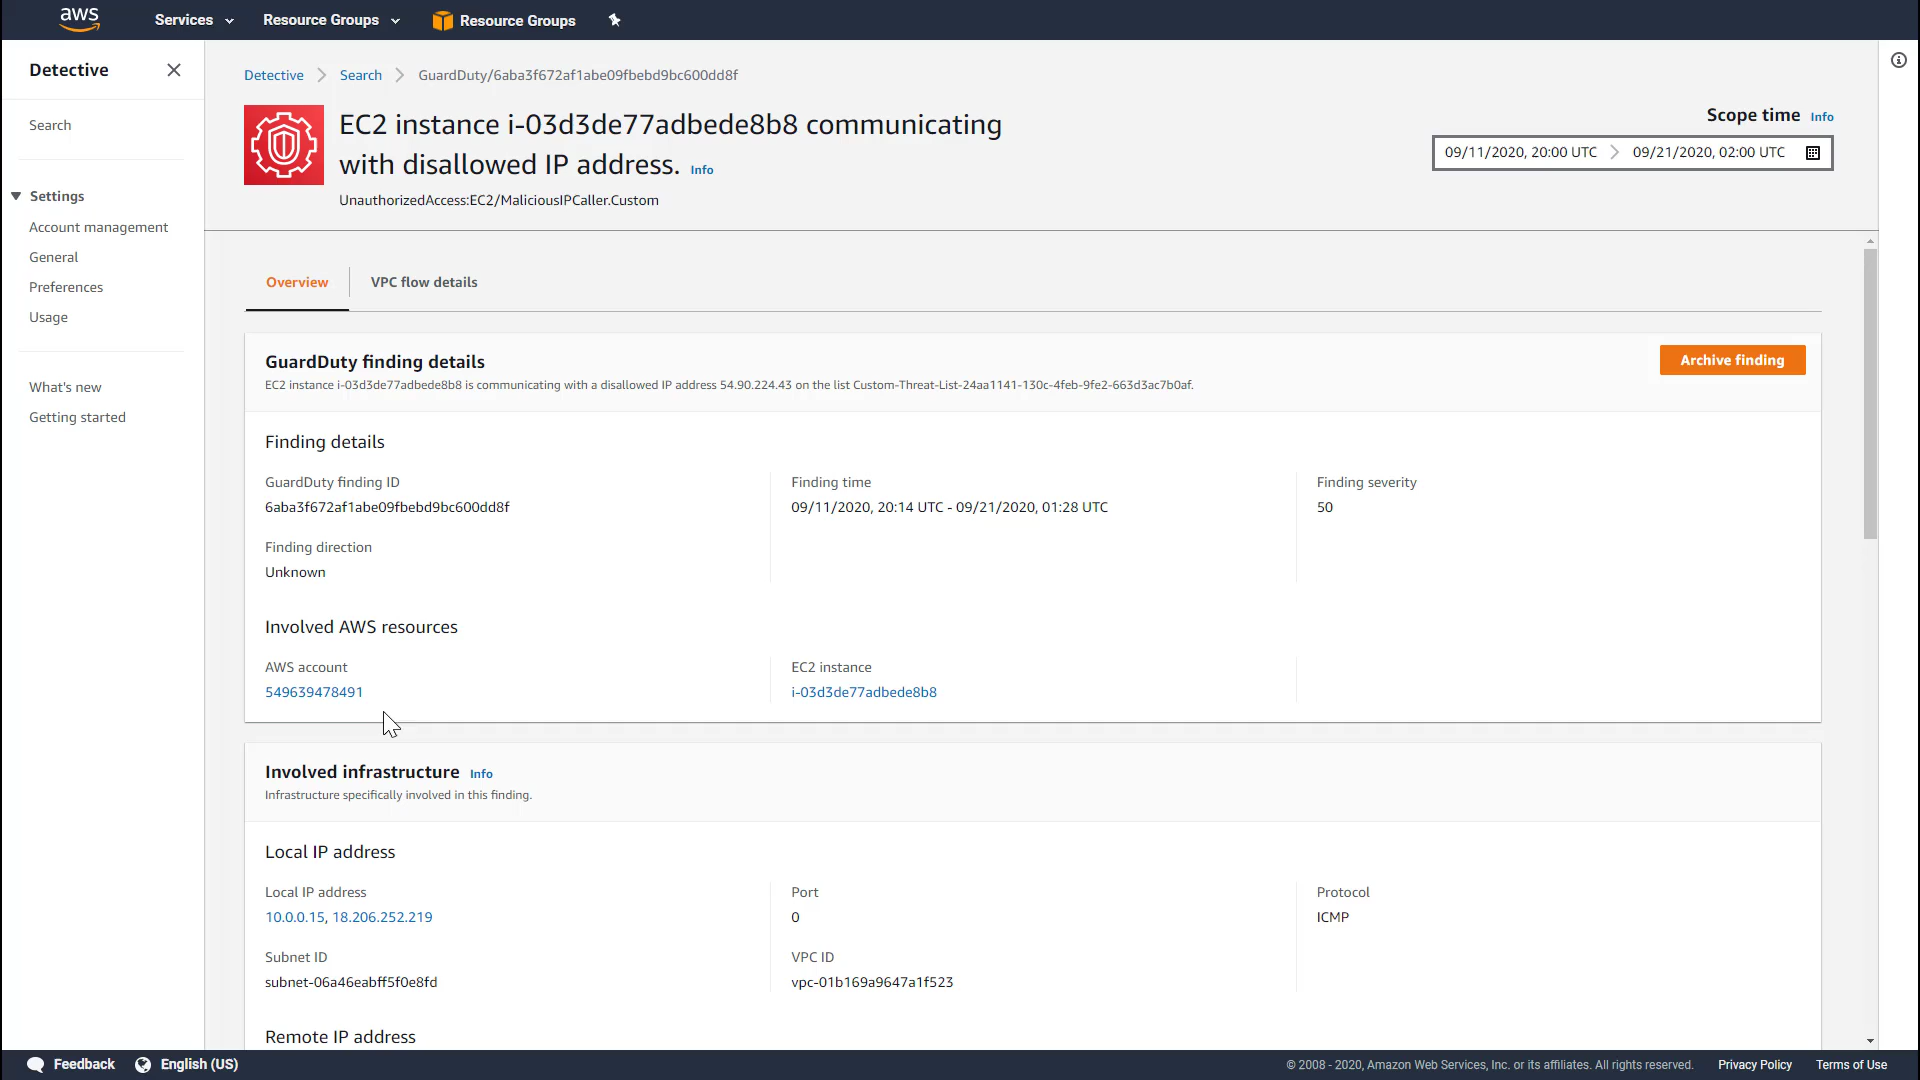 aws Services Resource Groups Resource Groups
Detective
Search
Settings
Account management
General
Preferences
Usage
What's new
Getting started
Detective Search GuardDuty/6aba3f672af1abe09fbebd9bc600dd8f
EC2 instance i-03d3de77adbede8b8 communicating
with disallowed IP address. Info
UnauthorizedAccess:EC2/MaliciousIPCaller.Custom
Scope time Info
09/11/2020, 20:00 UTC 09/21/2020, 02:00 UTC
Overview VPC flow details
GuardDuty finding details
EC2 instance i-03d3de77adbede8b8 is communicating with a disallowed IP address 54.90.224.43 on the list Custom-Threat-List-24aa1141-130c-4feb-9fe2-663d3ac7b0af.
Archive finding
Finding details
GuardDuty finding ID
6aba3f672af1abe09fbebd9bc600dd8f
Finding time
09/11/2020, 20:14 UTC - 09/21/2020, 01:28 UTC
Finding severity
50
Finding direction
Unknown
Involved AWS resources
AWS account
549639478491
EC2 instance
i-03d3de77adbede8b8
Involved infrastructure Info
Infrastructure specifically involved in this finding.
Local IP address
Local IP address
10.0.0.15, 18.206.252.219
Port
0
Protocol
ICMP
Subnet ID
subnet-06a46eabff5f0e8fd
VPC ID
vpc-01b169a9647a1f523
Remote IP address
Feedback English (US) © 2008 - 2020, Amazon Web Services, Inc. or its affiliates. All rights reserved. Privacy Policy Terms of Use